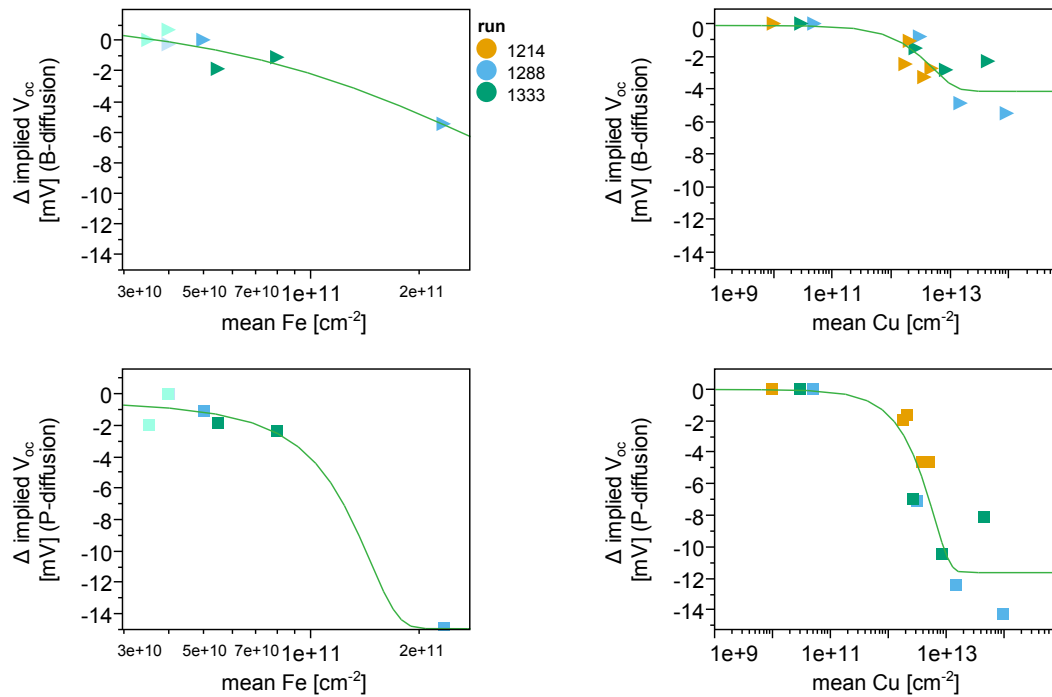 0
-2
-4
-6
-8
-10
-12
-14
Δ implied Voc
[mV] (B-diffusion)
3e+10 5e+10 7e+10 1e+11 2e+11
mean Fe [cm-2]
run
1214
1288
1333
0
-2
-4
-6
-8
-10
-12
-14
Δ implied Voc
[mV] (B-diffusion)
1e+9 1e+11 1e+13
mean Cu [cm-2]
0
-2
-4
-6
-8
-10
-12
-14
Δ implied Voc
[mV] (P-diffusion)
3e+10 5e+10 7e+10 1e+11 2e+11
mean Fe [cm-2]
0
-2
-4
-6
-8
-10
-12
-14
Δ implied Voc
[mV] (P-diffusion)
1e+9 1e+11 1e+13
mean Cu [cm-2]